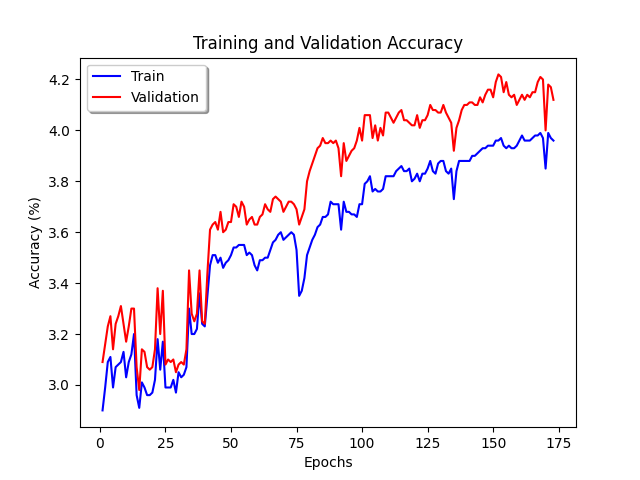 Training and Validation Accuracy
Train
Validation
Accuracy (%)
4.2
4.0
3.8
3.6
3.4
3.2
3.0
0 25 50 75 100 125 150 175
Epochs